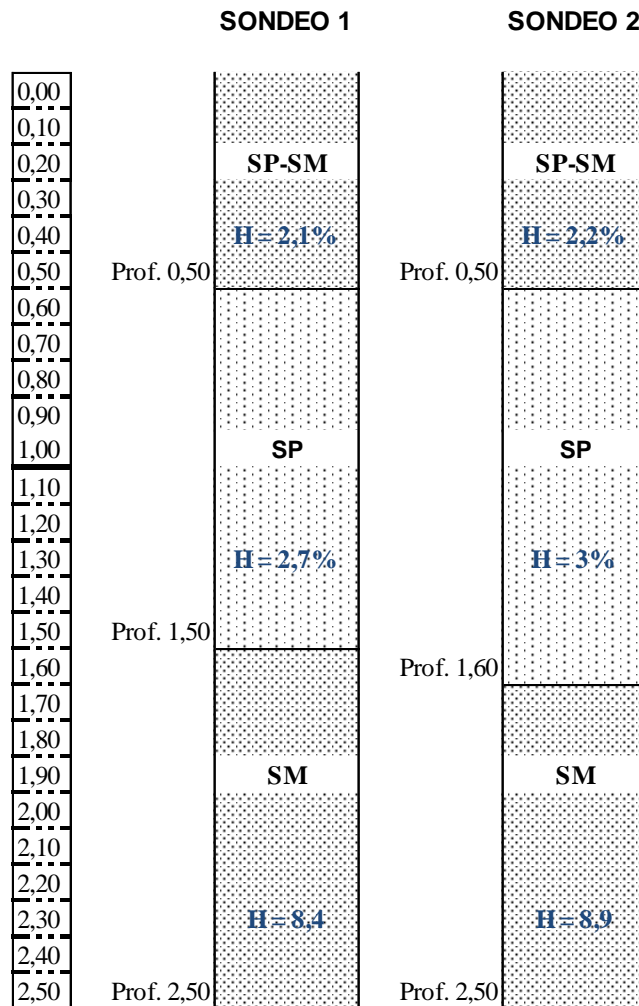 SONDEO 1 SONDEO 2
0,00
0,10
0,20 SP-SM SP-SM
0,30
0,40 H = 2,1% H = 2,2%
0,50 Prof. 0,50 Prof. 0,50
0,60
0,70
0,80
0,90
1,00 SP SP
1,10
1,20
1,30 H = 2,7% H = 3%
1,40
1,50 Prof. 1,50
1,60 Prof. 1,60
1,70
1,80
1,90 SM SM
2,00
2,10
2,20
2,30 H = 8,4 H = 8,9
2,40
2,50 Prof. 2,50 Prof. 2,50